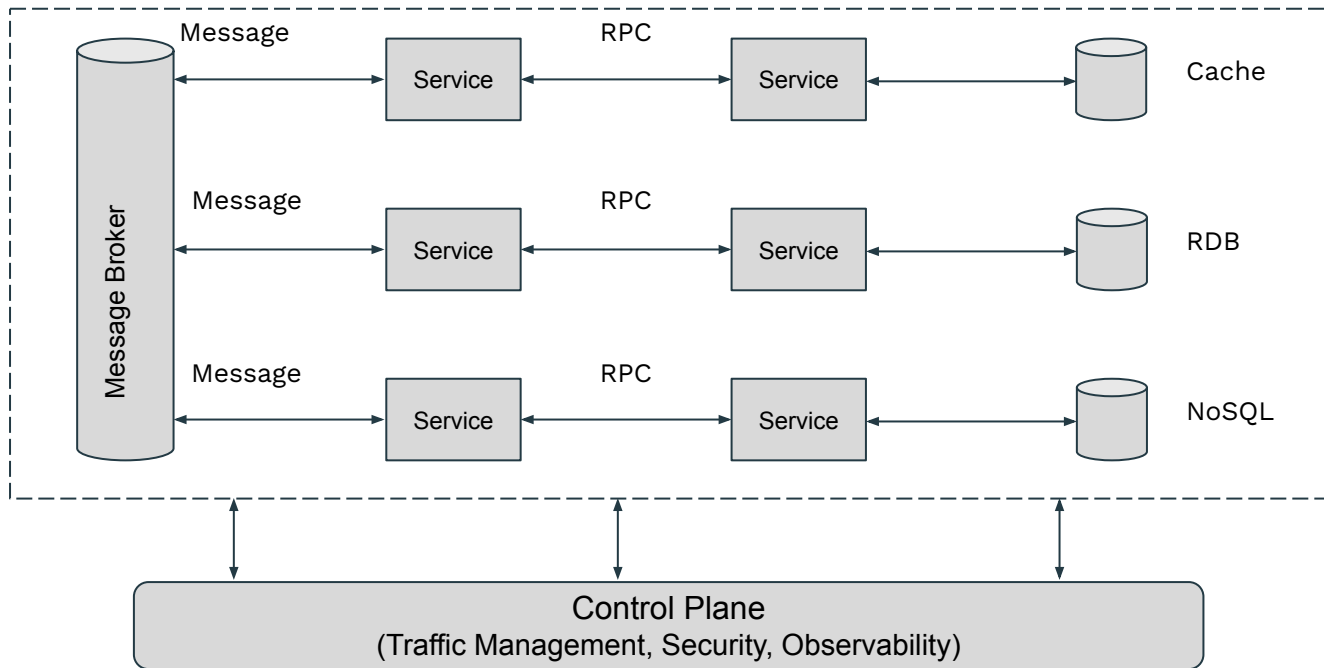 Message
RPC
Service
Service
Cache
Message Broker
Message
RPC
Service
Service
RDB
Message
RPC
Service
Service
NoSQL
Control Plane
(Traffic Management, Security, Observability)